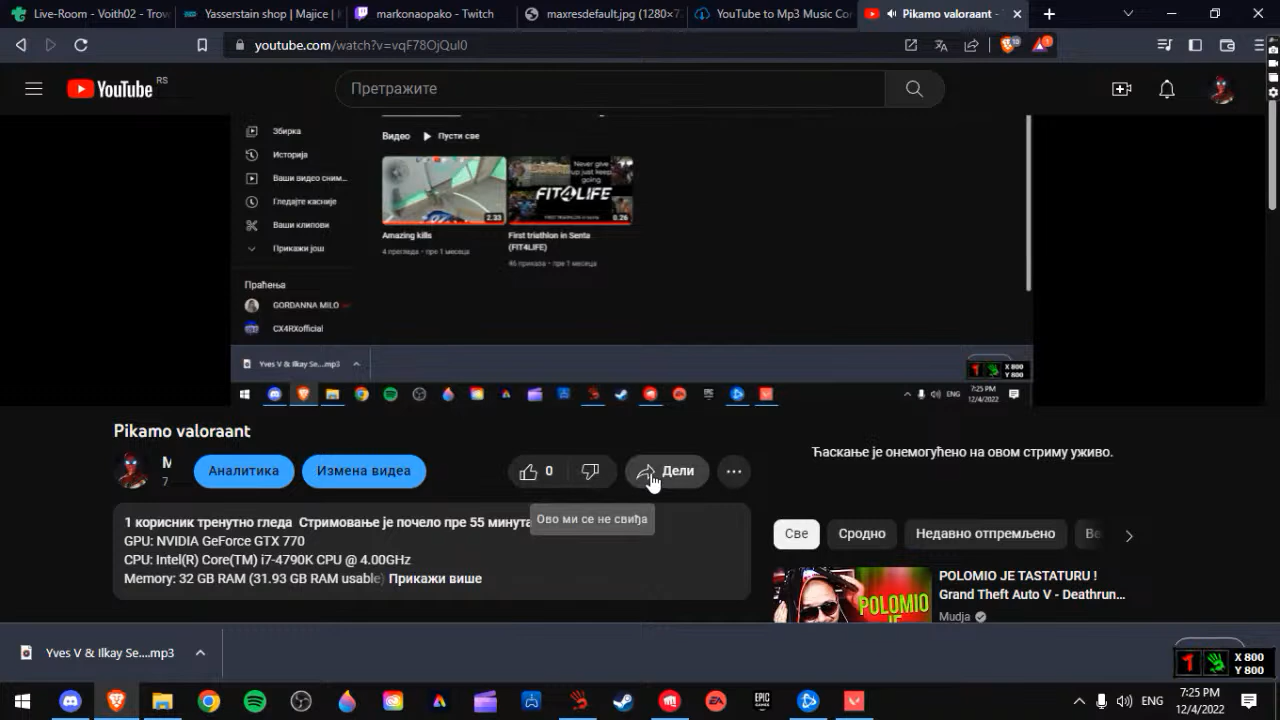 Live-Room - Voith02 - Trov
Yasserstain shop | Majice |
markonaopako - Twitch
maxresdefault.jpg (1280×7
YouTube to Mp3 Music Co
Pikamo valoraant -
youtube.com/watch?v=vqF78OjQuI0
10
1
YouTube
RS
Претражите
Збирка
Историја
Ваши видео сним...
Гледајте касније
Ваши клипови
Прикажи још
Праћења
GORDANNA MILO
CX4RXofficial
Видео
Пусти све
2.33
Never give
up just keep
going
FIT4LIFE
0.26
Amazing kills
4 прегледа • пре 1 месеца
First triathlon in Senta
(FIT4LIFE)
46 приказа • пре 1 месеца
Yves V & Ilkay Se....mp3
X 800
Y 800
ENG
7:25 PM
12/4/2022
Pikamo valoraant
M
7
Аналитика
Измена видеа
0
Дели
Ово ми се не свиђа
1 корисник тренутно гледа Стримовање је почело пре 55 минута
GPU: NVIDIA GeForce GTX 770
CPU: Intel(R) Core(TM) i7-4790K CPU @ 4.00GHz
Memory: 32 GB RAM (31.93 GB RAM usable) Прикажи више
Ћаскање је онемогућено на овом стриму уживо.
Све
Сродно
Недавно отпремљено
POLOMIO
JE
POLOMIO JE TASTATURU !
Grand Theft Auto V - Deathrun...
Mudja
Yves V & Ilkay Se....mp3
X 800
Y 800
EPIC
GAMES
ENG
7:25 PM
12/4/2022